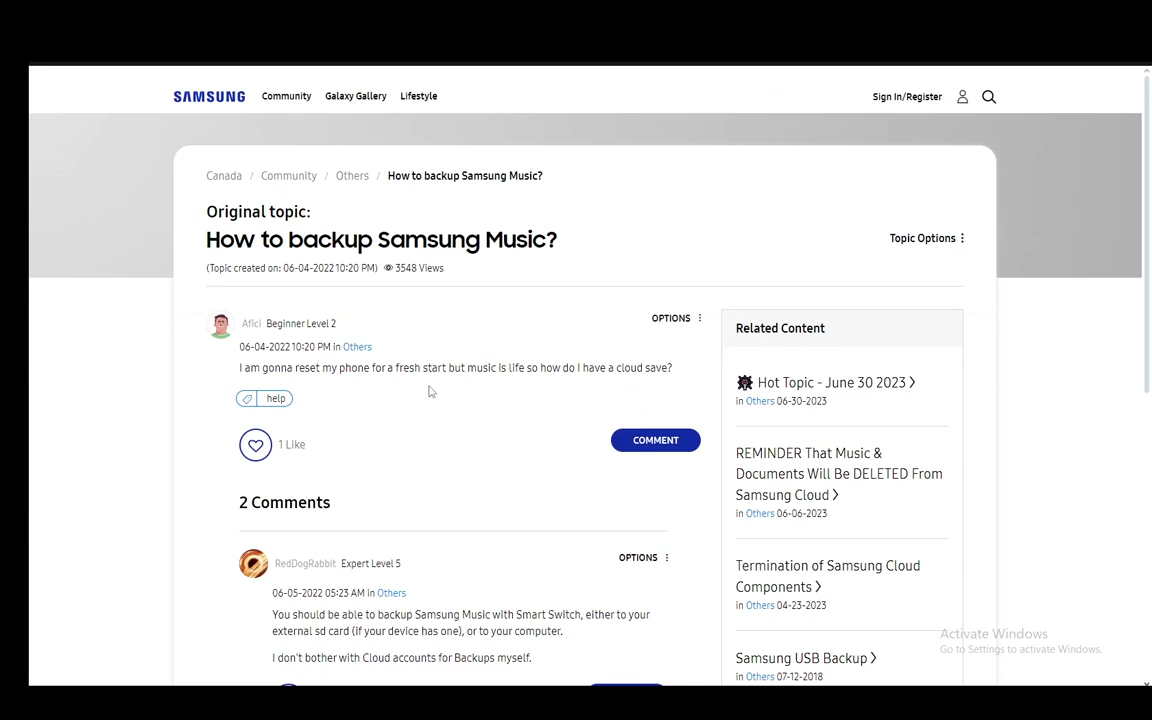 SAMSUNG Community Galaxy Gallery Lifestyle Sign In/Register
Canada / Community / Others / How to backup Samsung Music?
Original topic:
How to backup Samsung Music?
Topic Options
(Topic created on: 06-04-2022 10:20 PM) 3548 Views
Afici Beginner Level 2
OPTIONS
06-04-2022 10:20 PM in Others
I am gonna reset my phone for a fresh start but music is life so how do I have a cloud save?
help
1 Like
COMMENT
2 Comments
RedDogRabbit Expert Level 5
OPTIONS
06-05-2022 05:23 AM in Others
You should be able to backup Samsung Music with Smart Switch, either to your
external sd card (if your device has one), or to your computer.
I don't bother with Cloud accounts for Backups myself.
Related Content
Hot Topic - June 30 2023
in Others 06-30-2023
REMINDER That Music &
Documents Will Be DELETED From
Samsung Cloud
in Others 06-06-2023
Termination of Samsung Cloud
Components
in Others 04-23-2023
Samsung USB Backup
in Others 07-12-2018
Activate Windows
Go to Settings to activate Windows.